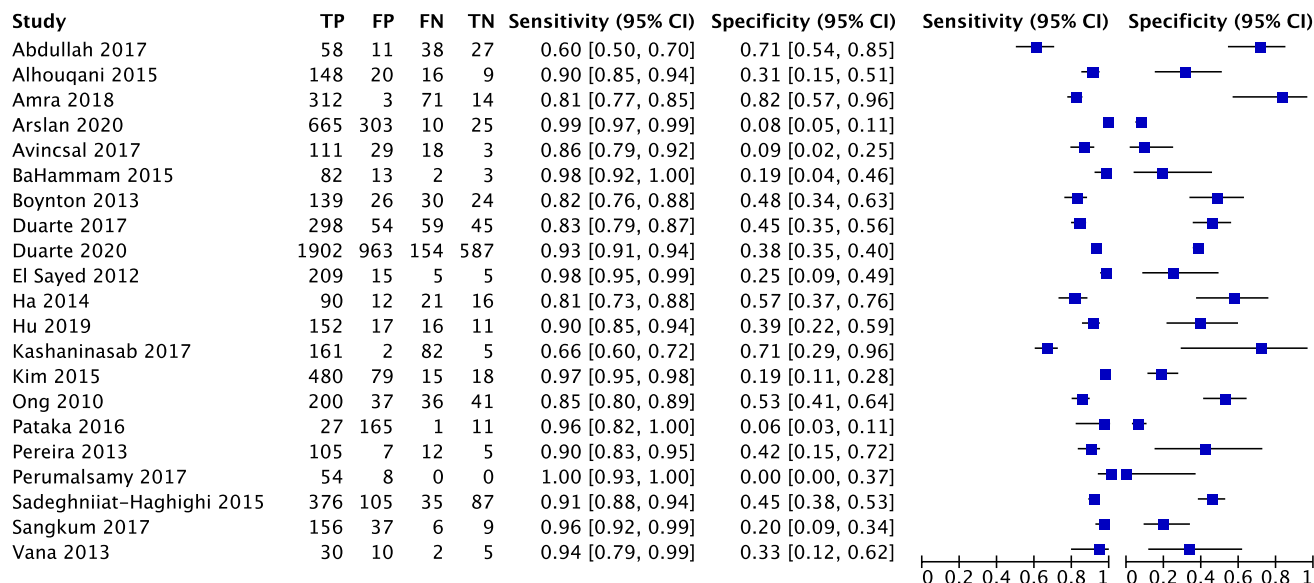 Study TP FP FN TN Sensitivity (95% CI) Specificity (95% CI) Sensitivity (95% CI) Specificity (95% CI)
Abdullah 2017 58 11 38 27 0.60 [0.50, 0.70] 0.71 [0.54, 0.85]
Alhouqani 2015 148 20 16 9 0.90 [0.85, 0.94] 0.31 [0.15, 0.51]
Amra 2018 312 3 71 14 0.81 [0.77, 0.85] 0.82 [0.57, 0.96]
Arslan 2020 665 303 10 25 0.99 [0.97, 0.99] 0.08 [0.05, 0.11]
Avincsal 2017 111 29 18 3 0.86 [0.79, 0.92] 0.09 [0.02, 0.25]
BaHammam 2015 82 13 2 3 0.98 [0.92, 1.00] 0.19 [0.04, 0.46]
Boynton 2013 139 26 30 24 0.82 [0.76, 0.88] 0.48 [0.34, 0.63]
Duarte 2017 298 54 59 45 0.83 [0.79, 0.87] 0.45 [0.35, 0.56]
Duarte 2020 1902 963 154 587 0.93 [0.91, 0.94] 0.38 [0.35, 0.40]
El Sayed 2012 209 15 5 5 0.98 [0.95, 0.99] 0.25 [0.09, 0.49]
Ha 2014 90 12 21 16 0.81 [0.73, 0.88] 0.57 [0.37, 0.76]
Hu 2019 152 17 16 11 0.90 [0.85, 0.94] 0.39 [0.22, 0.59]
Kashaninasab 2017 161 2 82 5 0.66 [0.60, 0.72] 0.71 [0.29, 0.96]
Kim 2015 480 79 15 18 0.97 [0.95, 0.98] 0.19 [0.11, 0.28]
Ong 2010 200 37 36 41 0.85 [0.80, 0.89] 0.53 [0.41, 0.64]
Pataka 2016 27 165 1 11 0.96 [0.82, 1.00] 0.06 [0.03, 0.11]
Pereira 2013 105 7 12 5 0.90 [0.83, 0.95] 0.42 [0.15, 0.72]
Perumalsamy 2017 54 8 0 0 1.00 [0.93, 1.00] 0.00 [0.00, 0.37]
Sadeghniiat-Haghighi 2015 376 105 35 87 0.91 [0.88, 0.94] 0.45 [0.38, 0.53]
Sangkum 2017 156 37 6 9 0.96 [0.92, 0.99] 0.20 [0.09, 0.34]
Vana 2013 30 10 2 5 0.94 [0.79, 0.99] 0.33 [0.12, 0.62]
0 0.2 0.4 0.6 0.8 1 0 0.2 0.4 0.6 0.8 1